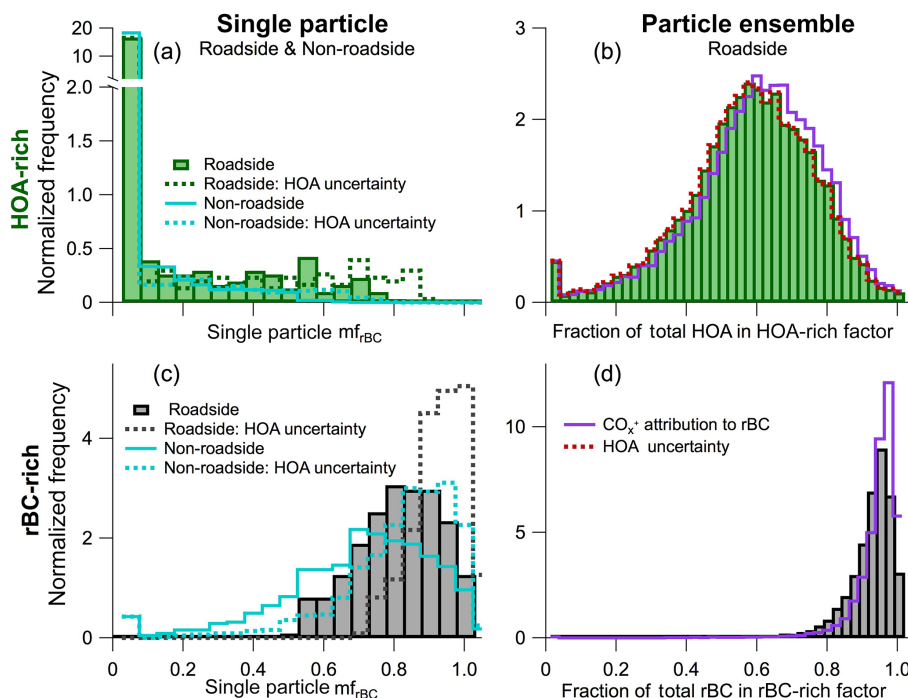 Single particle
Particle ensemble
(a)
Roadside & Non-roadside
(b)
Roadside
HOA-rich
Normalized frequency
20
10
0
2.0
1.5
1.0
0.5
0
Roadside
Roadside: HOA uncertainty
Non-roadside
Non-roadside: HOA uncertainty
Single particle mfrBC
3
2
1
0
Fraction of total HOA in HOA-rich factor
(c)
rBC-rich
Normalized frequency
4
2
0
Roadside
Roadside: HOA uncertainty
Non-roadside
Non-roadside: HOA uncertainty
0 0.2 0.4 0.6 0.8 1.0
Single particle mfrBC
(d)
10
5
0
COx+ attribution to rBC
HOA uncertainty
0 0.2 0.4 0.6 0.8 1.0
Fraction of total rBC in rBC-rich factor